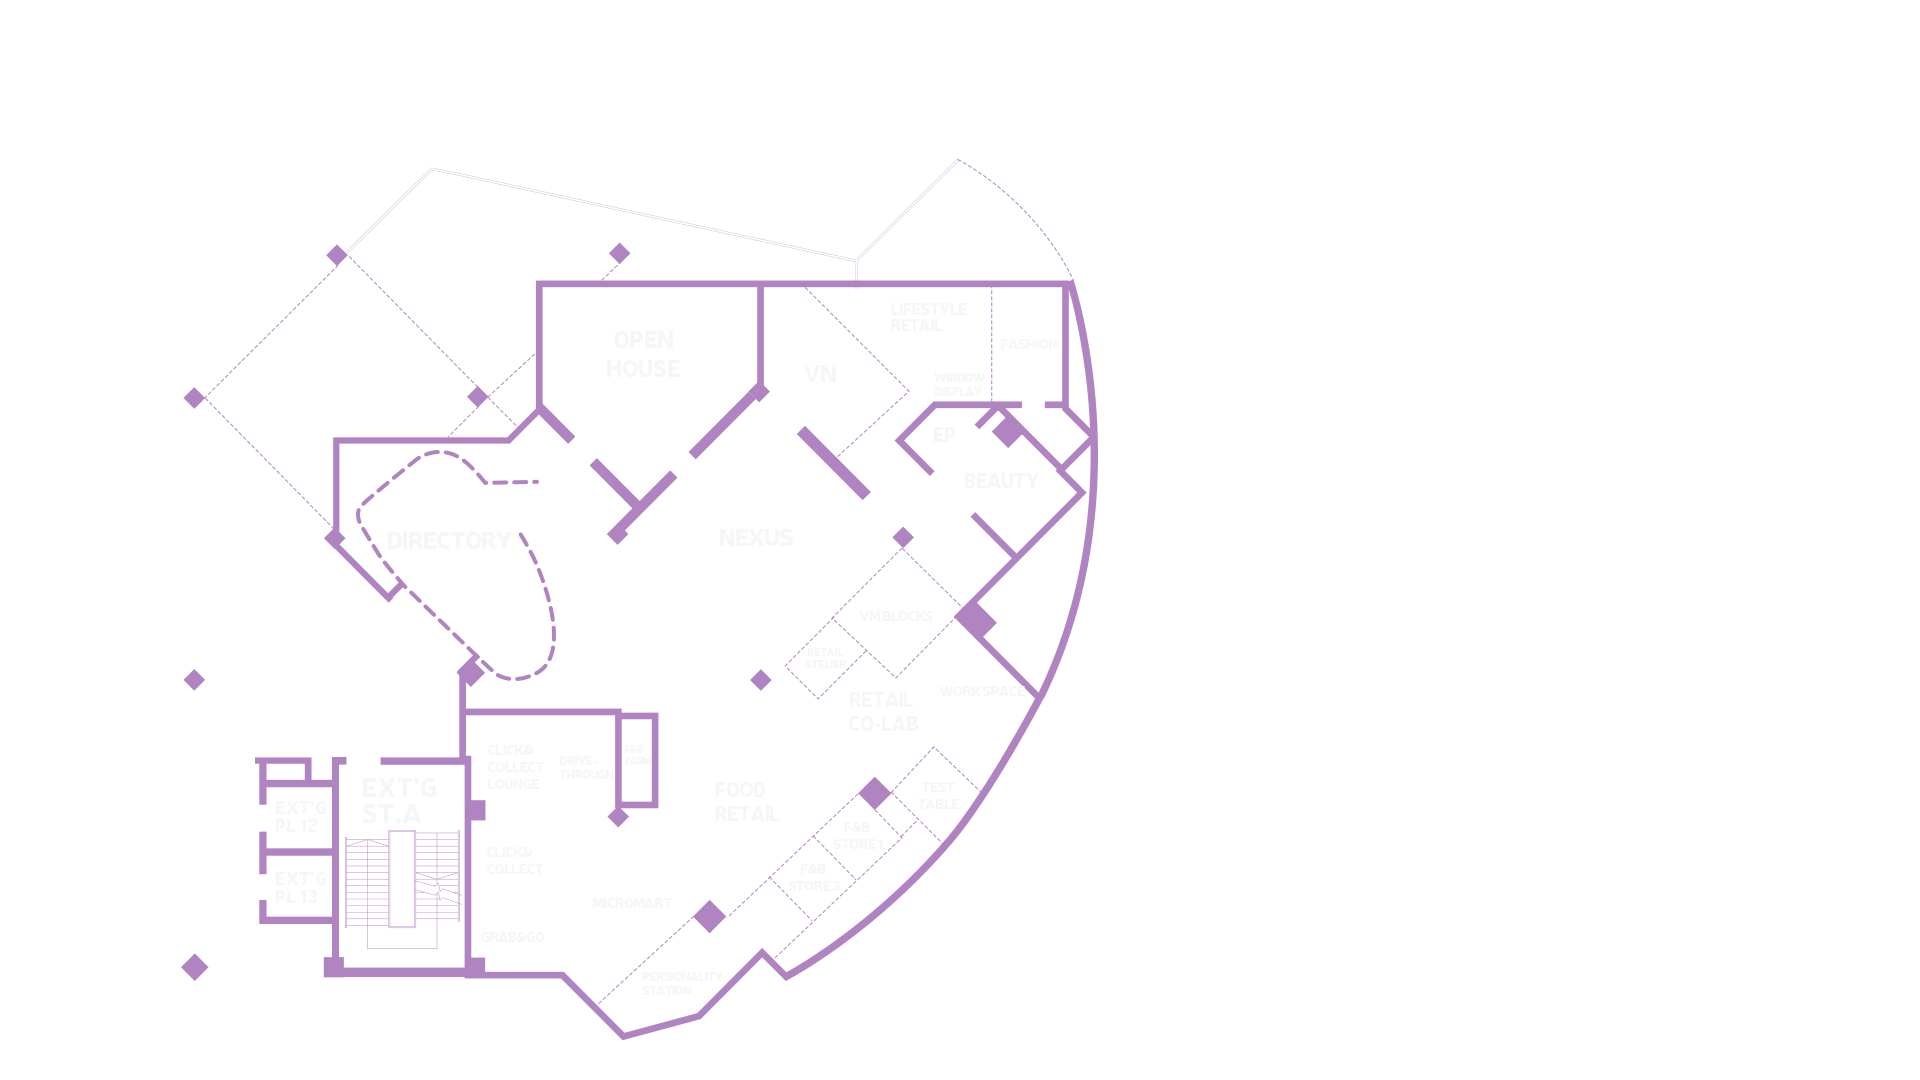 LIFESTYLE
RETAIL
OPEN
HOUSE
FASHION
VN
WINDOW
DISPLAY
EP
BEAUTY
DIRECTORY
NEXUS
VM BLOCKS
RETAIL
ATELIER
WORK SPACE
RETAIL
CO-LAB
CLICK&
COLLECT
LOUNGE
DRIVE -
THROUGH
F&B
FARM
EXT'G
ST.A
FOOD
RETAIL
TEST
TABLE
EXT'G
PL 12
F&B
STORE 1
CLICK&
COLLECT
F&B
STORE 3
EXT'G
PL 13
MICROMART
GRAB&GO
PERSIONALITY
STATION